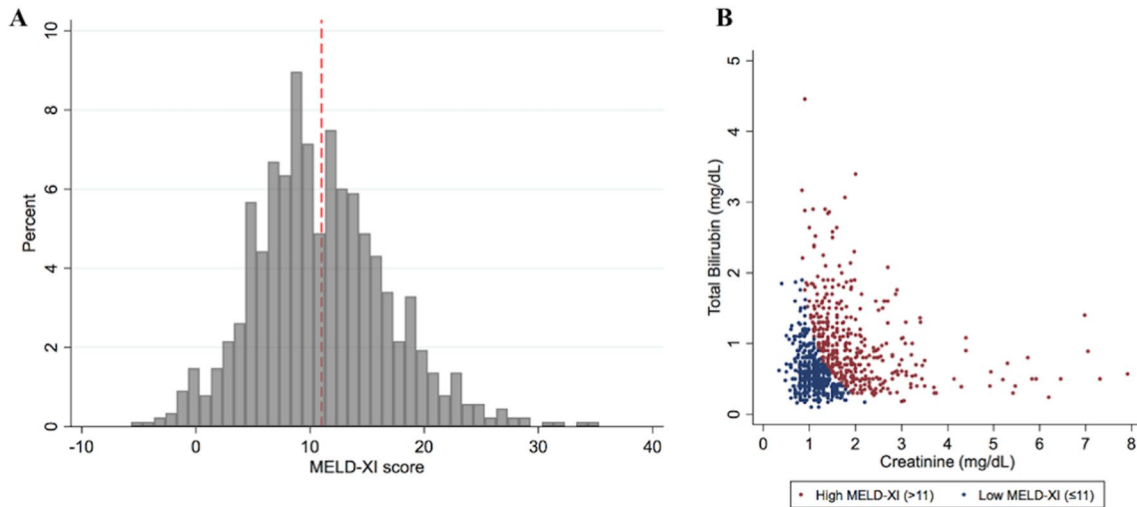 A
10
8
6
4
2
0
Percent
-10 0 10 20 30 40
MELD-XI score
B
5
4
3
2
1
0
Total Bilirubin (mg/dL)
0 1 2 3 4 5 6 7 8
Creatinine (mg/dL)
High MELD-XI (>11) Low MELD-XI (≤11)